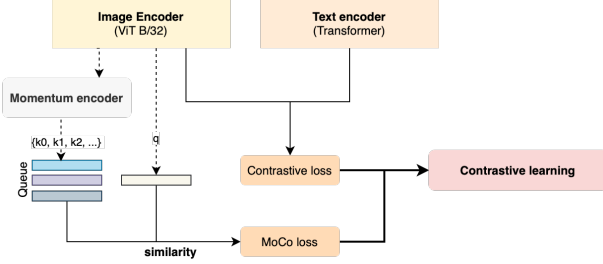 Image Encoder
(ViT B/32)
Text encoder
(Transformer)
Momentum encoder
{k0, k1, k2, ...}
q
Queue
Contrastive loss
Contrastive learning
similarity
MoCo loss